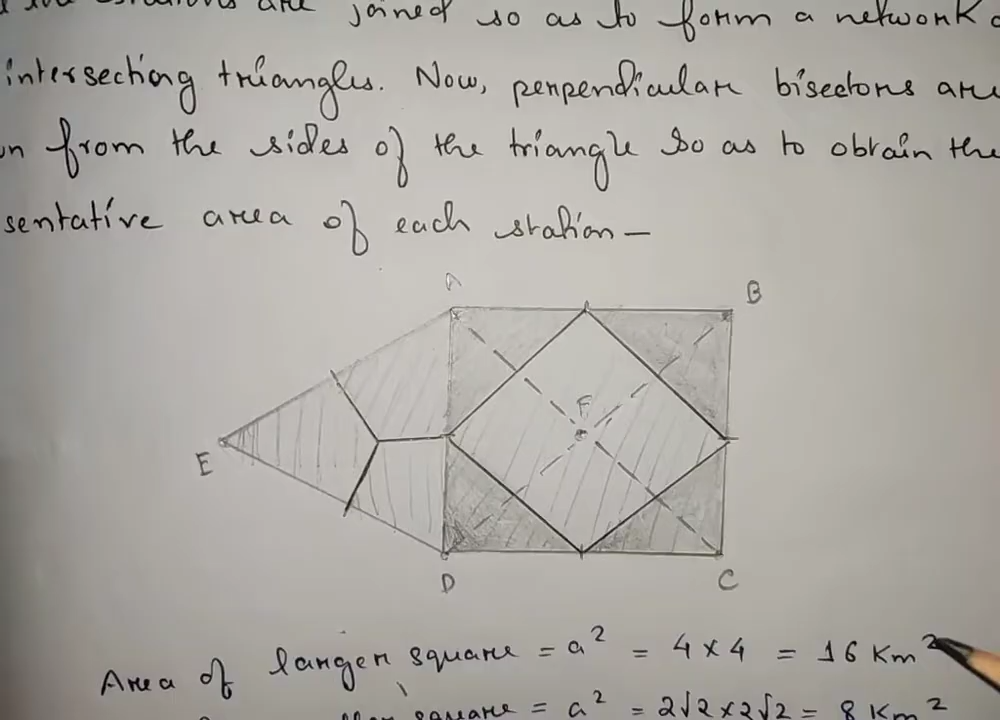 are joined so as to form a network
intersecting triangles. Now, perpendicular bisectors are
from the sides of the triangle so as to obtain the
sentative area of each station —
A
B
F
E
D
C
Area of larger square = a² = 4 × 4 = 16 Km²
square = a² = 2√2 × 2√2 = 8 Km²